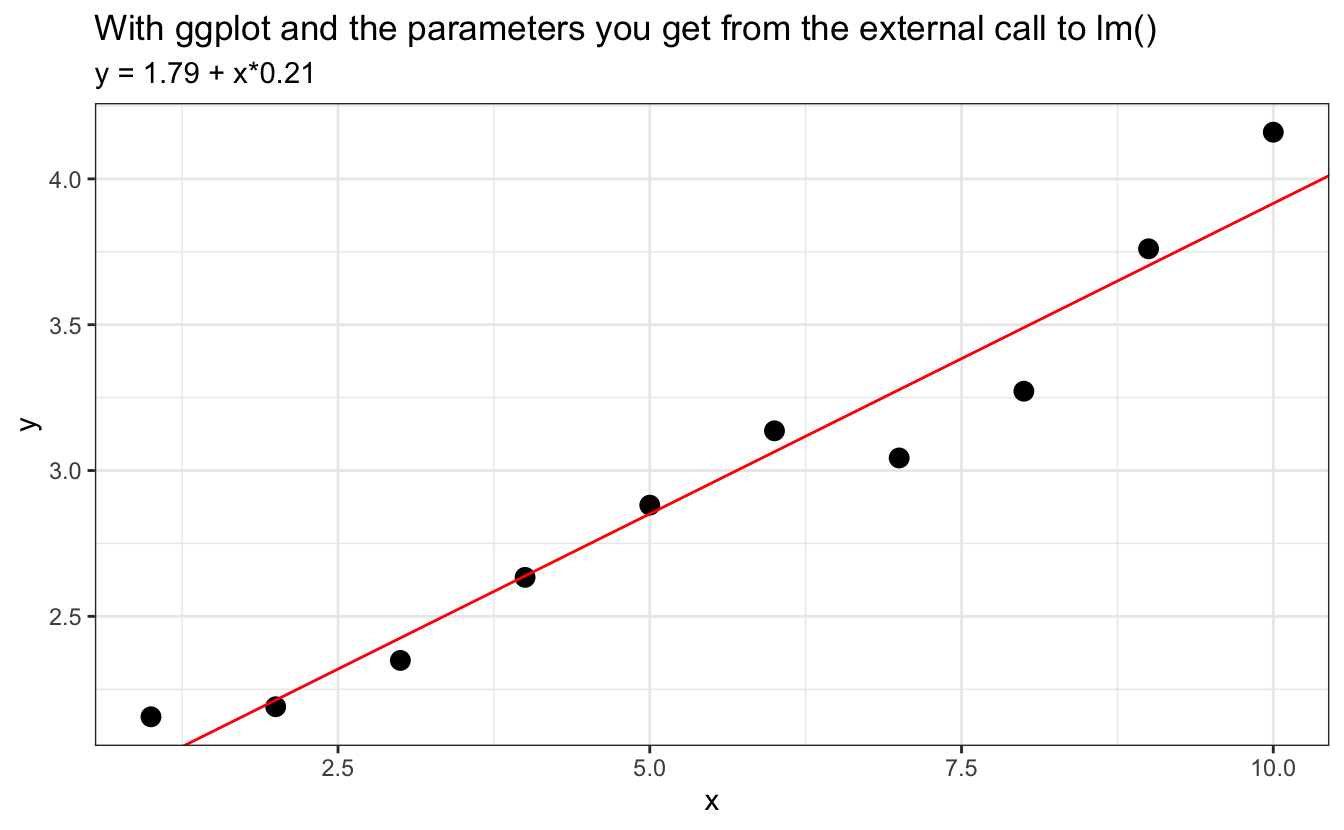 With ggplot and the parameters you get from the external call to lm()
y = 1.79 + x*0.21
4.0
3.5
3.0
2.5
y
2.5
5.0
7.5
10.0
x